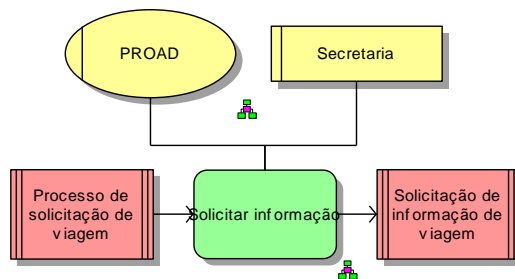 PROAD
Secretaria
Processo de
solicitação de
viagem
Solicitar informação
Solicitação de
informação de
viagem